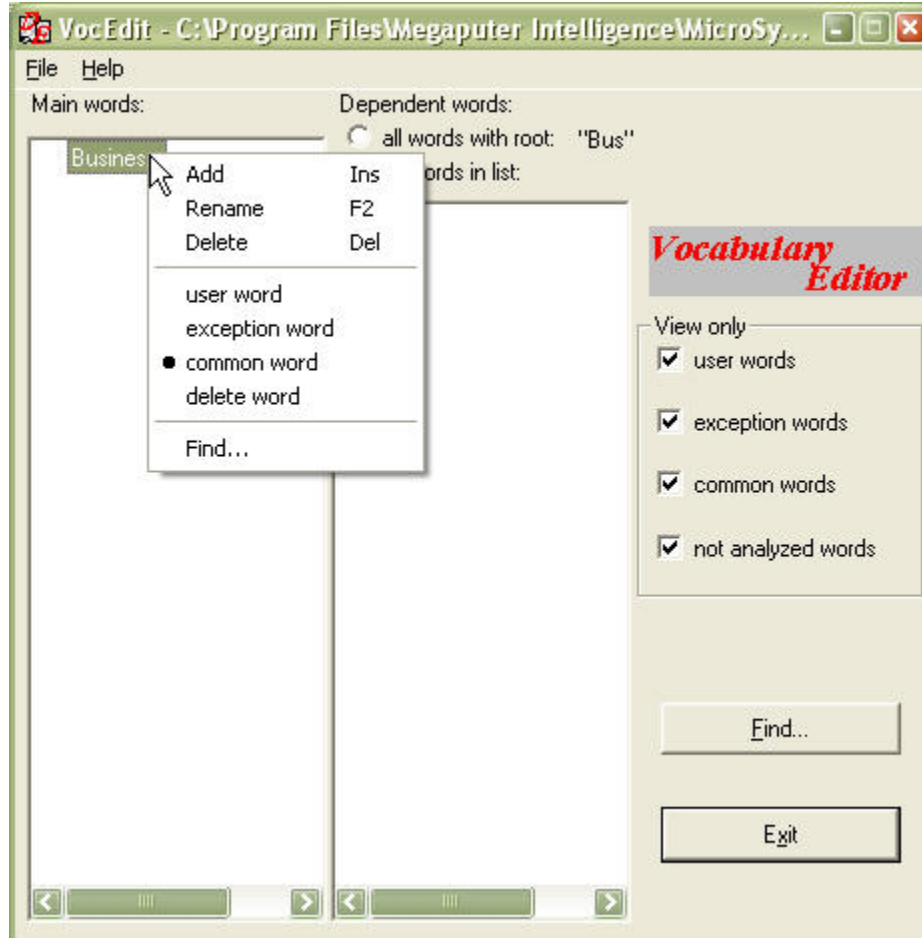 VocEdit - C:\Program Files\Megaputer Intelligence\MicroSy...
File Help
Main words:
Dependent words:
all words with root: "Bus"
ords in list:
Busines
Add Ins
Rename F2
Delete Del
user word
exception word
common word
delete word
Find...
Vocabulary
Editor
View only
user words
exception words
common words
not analyzed words
Find...
Exit